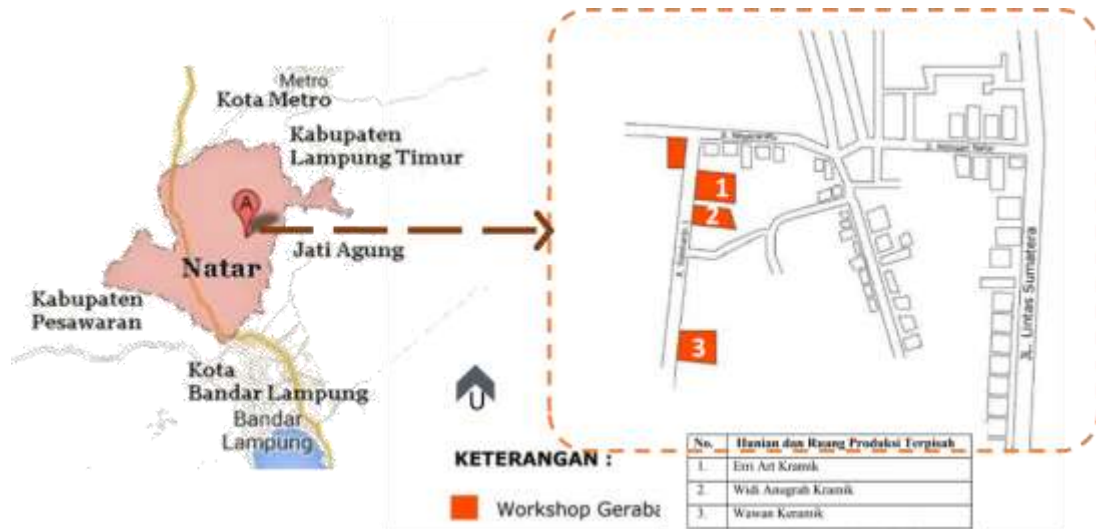 Metro
Kota Metro
Kabupaten
Lampung Timur
A
Jati Agung
Natar
Kabupaten
Pesawaran
Kota
Bandar Lampung
Bandar
Lampung
U
KETERANGAN :
Workshop Geraba
1
2
3
JL. Lintas Sumatera
No. Hunian dan Ruang Produksi Terpisah
1. Erri Art Kramik
2. Widi Anugrah Kramik
3. Wawan Keramik